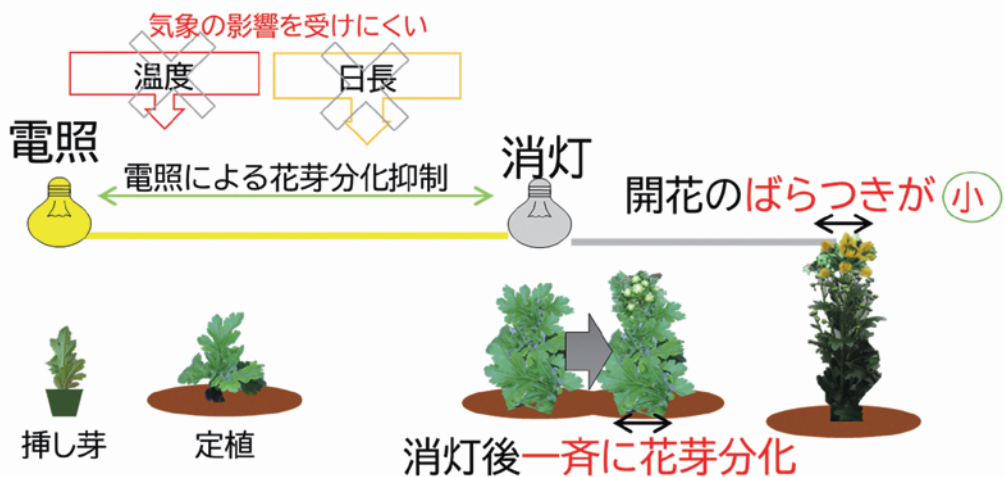 気象の影響を受けにくい
温度
日長
電照
電照による花芽分化抑制
消灯
開花のばらつきが小
挿し芽
定植
消灯後一斉に花芽分化